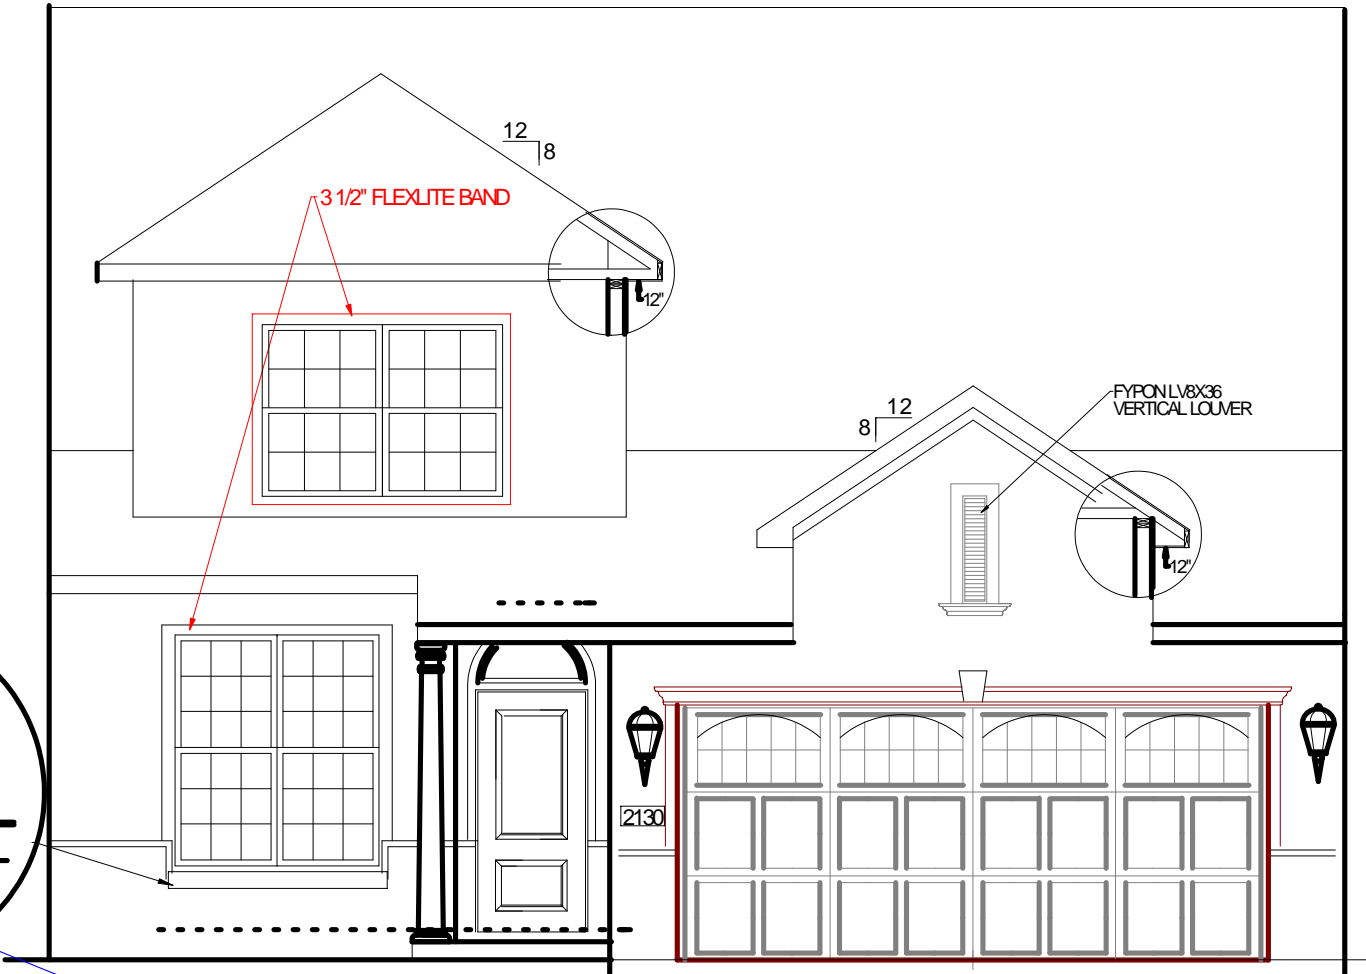 12
8
3 1/2" FLEXLITE BAND
12"
12
8
FYPON LV8X36
VERTICAL LOUVER
12"
2130